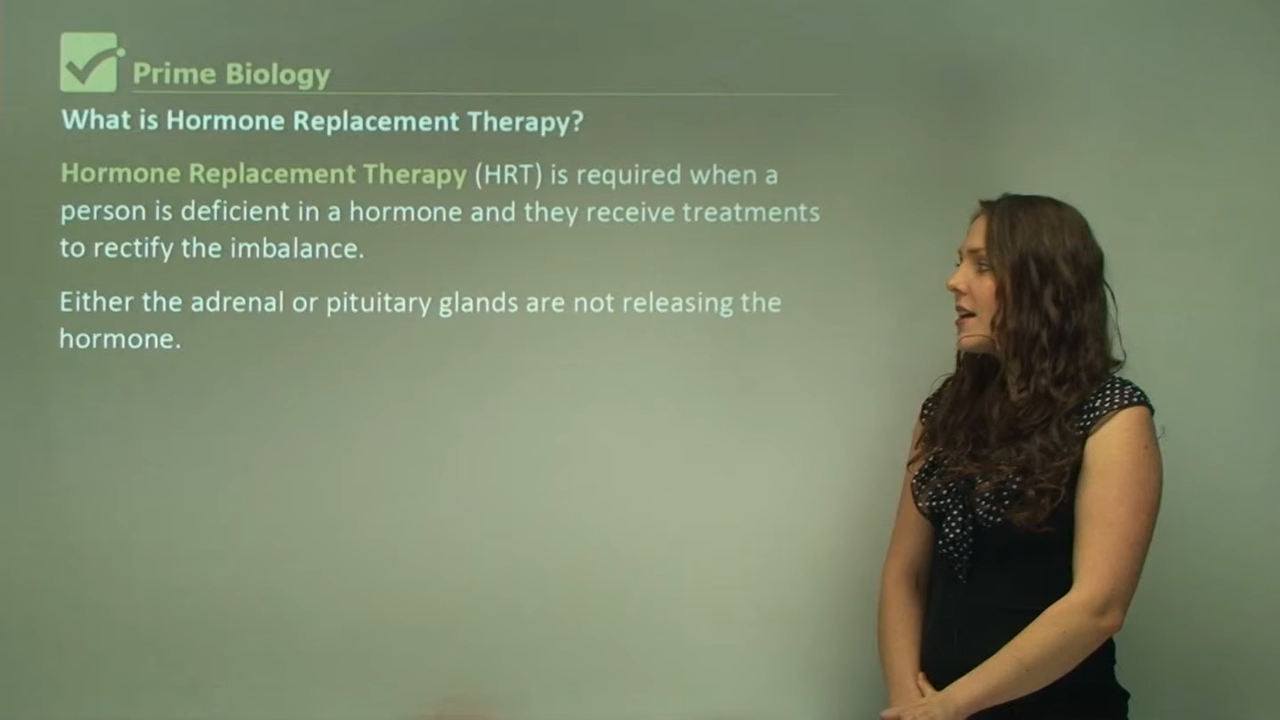 Prime Biology
What is Hormone Replacement Therapy?
Hormone Replacement Therapy (HRT) is required when a
person is deficient in a hormone and they receive treatments
to rectify the imbalance.
Either the adrenal or pituitary glands are not releasing the
hormone.